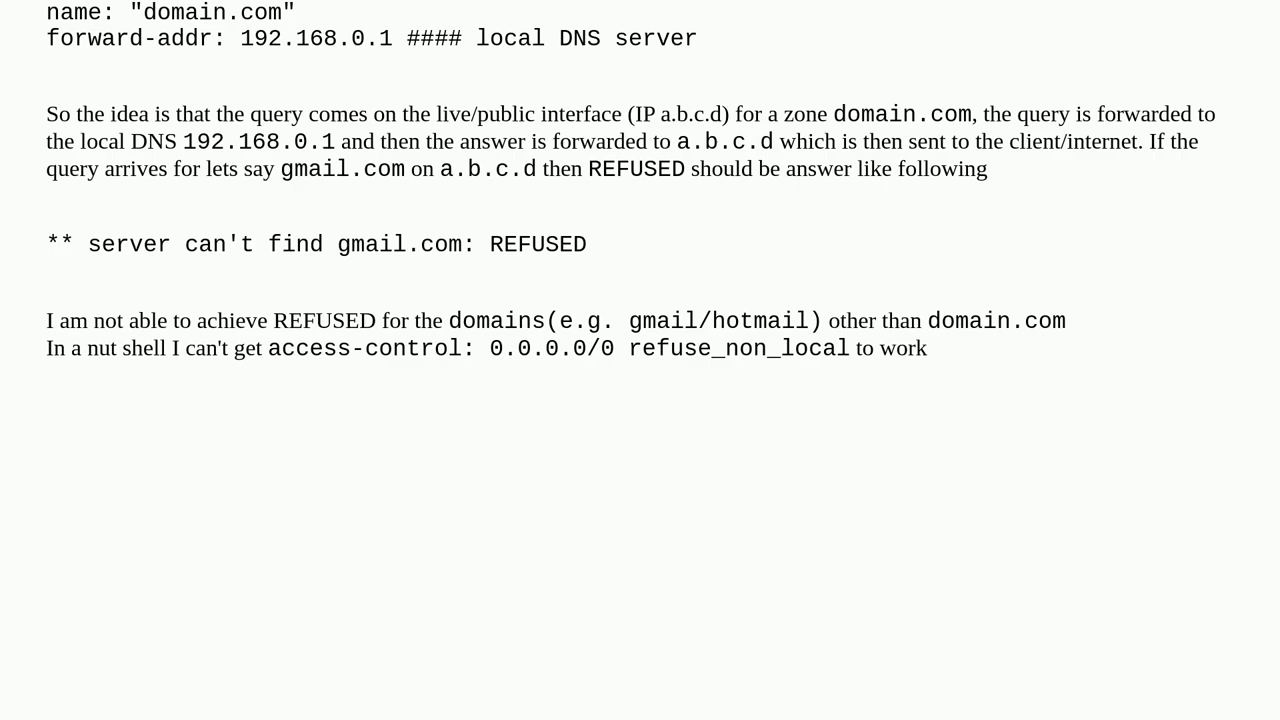 name: "domain.com"
forward-addr: 192.168.0.1 #### local DNS server
So the idea is that the query comes on the live/public interface (IP a.b.c.d) for a zone domain.com, the query is forwarded to
the local DNS 192.168.0.1 and then the answer is forwarded to a.b.c.d which is then sent to the client/internet. If the
query arrives for lets say gmail.com on a.b.c.d then REFUSED should be answer like following
** server can't find gmail.com: REFUSED
I am not able to achieve REFUSED for the domains(e.g. gmail/hotmail) other than domain.com
In a nut shell I can't get access-control: 0.0.0.0/0 refuse_non_local to work